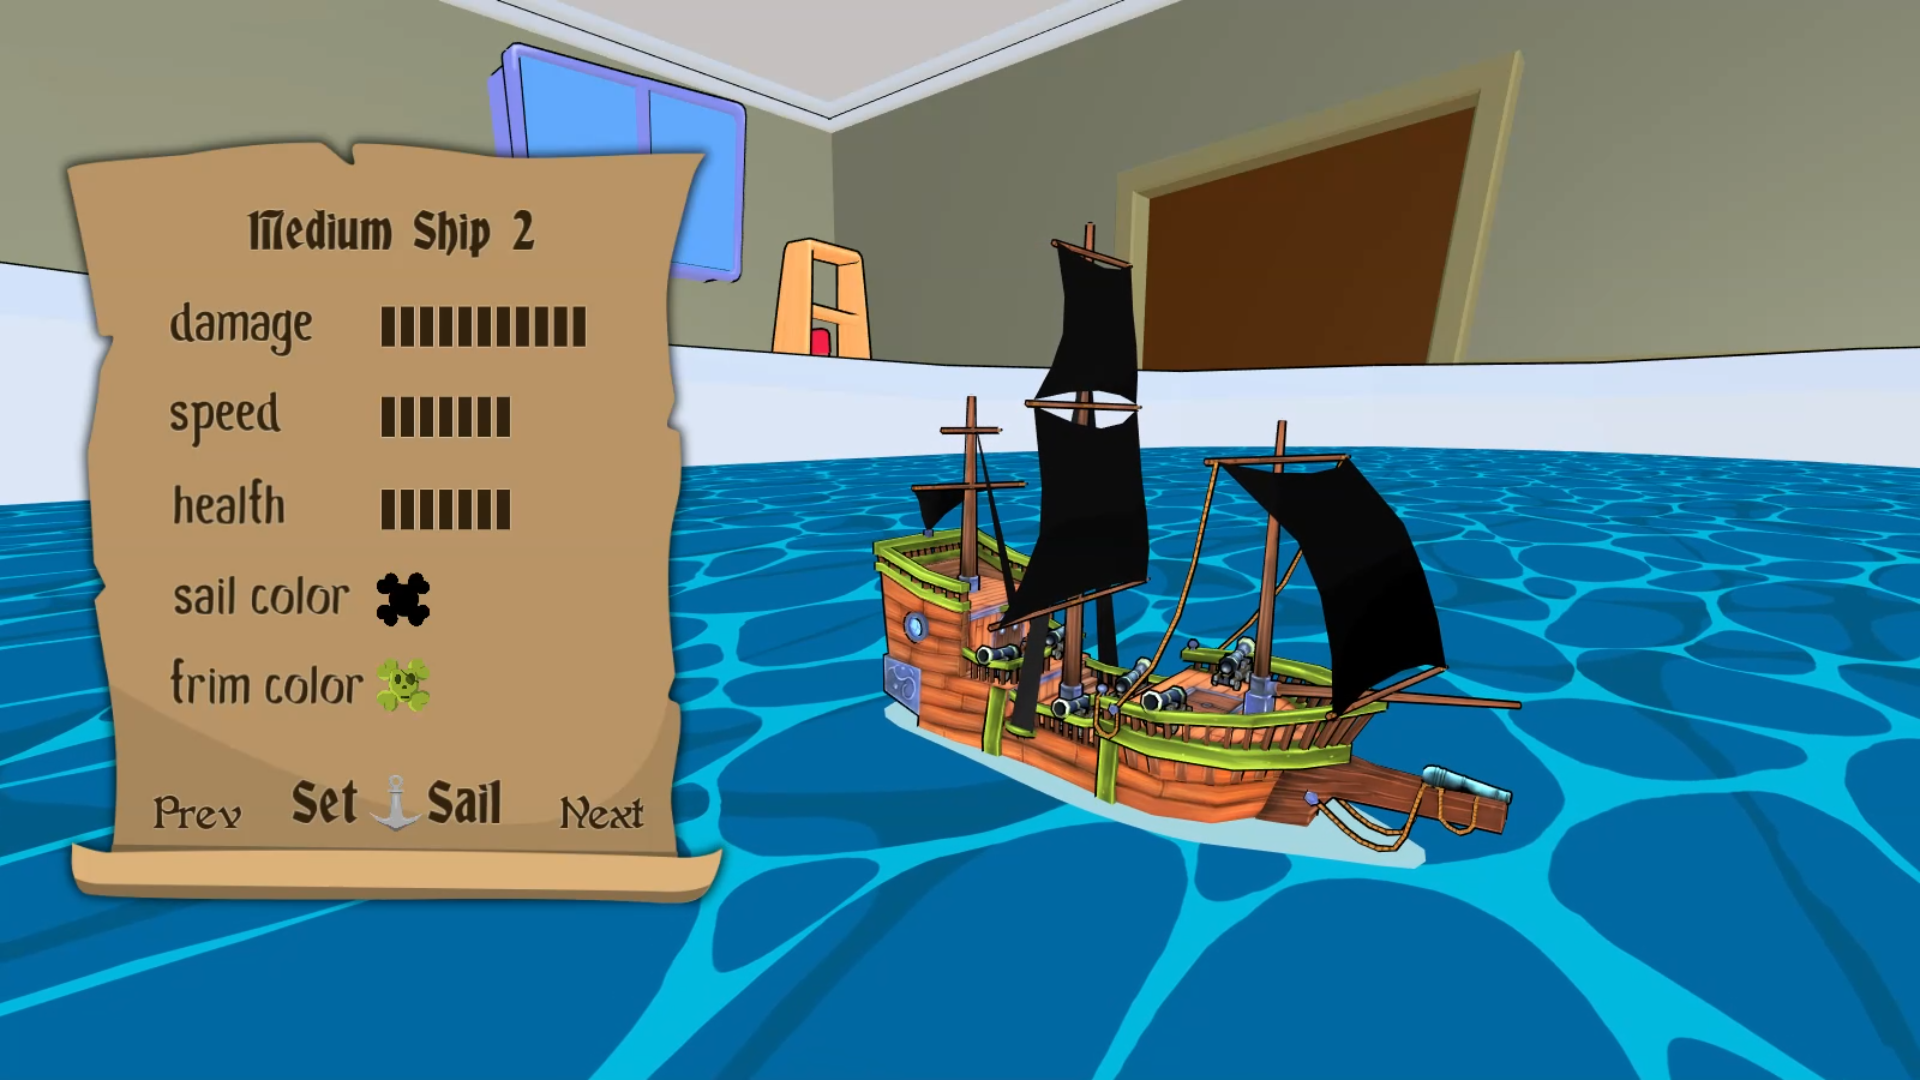 Medium Ship 2
damage
speed
health
sail color
trim color
Prev Set Sail Next